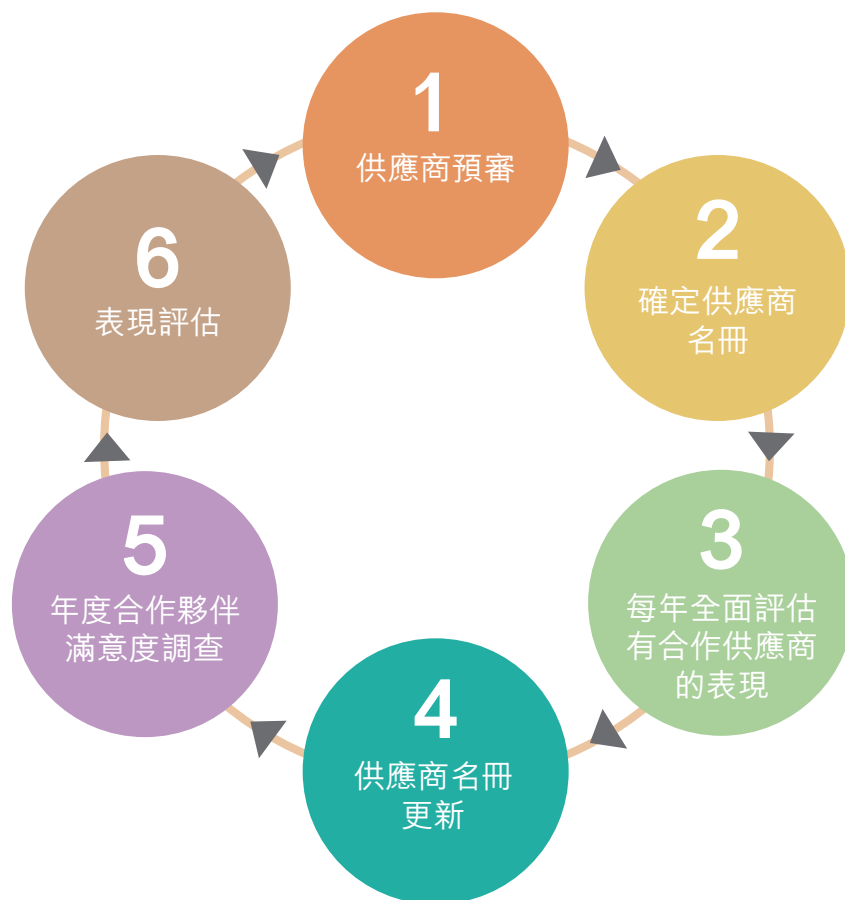 1
供應商預審
2
確定供應商
名冊
3
每年全面評估
有合作供應商
的表現
4
供應商名冊
更新
5
年度合作夥伴
滿意度調查
6
表現評估